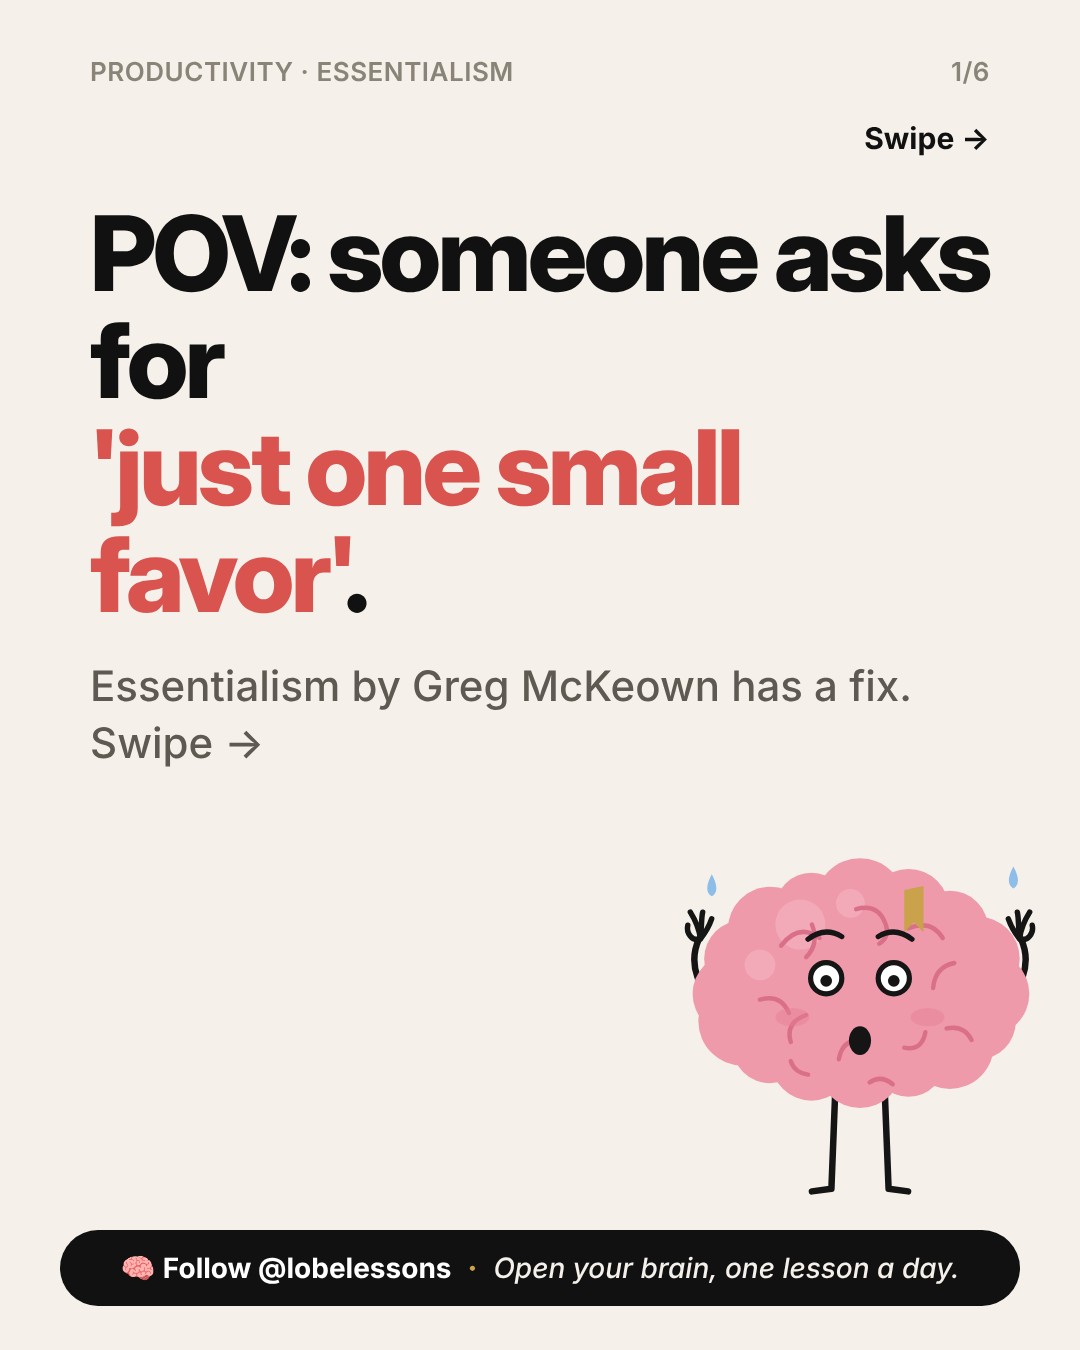 PRODUCTIVITY · ESSENTIALISM
1/6
Swipe →
POV: someone asks
for
'just one small
favor'.
Essentialism by Greg McKeown has a fix.
Swipe →
🧠 Follow @lobelessons · Open your brain, one lesson a day.